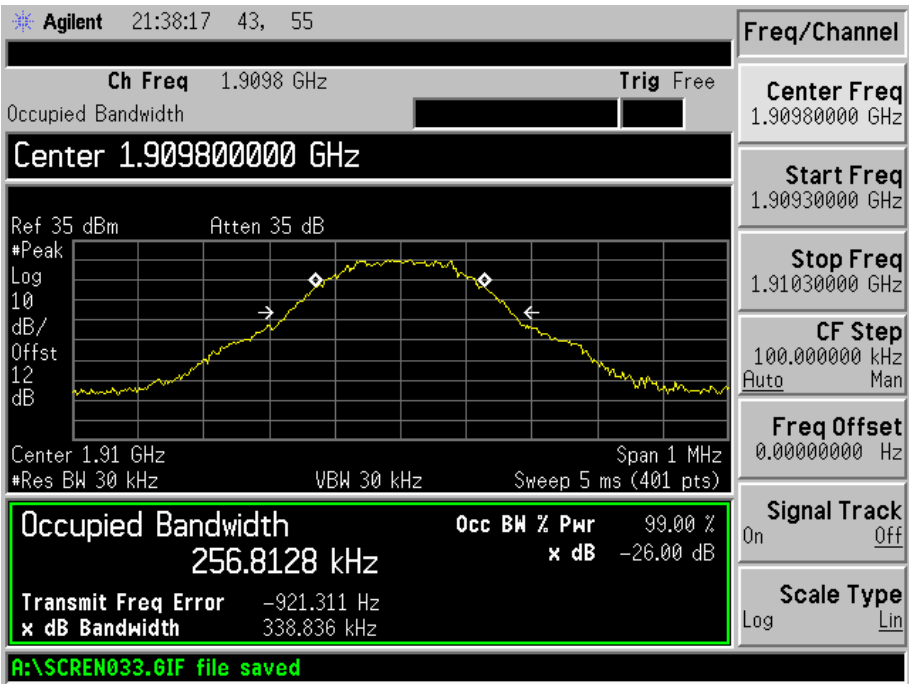 Agilent 21:38:17 43, 55
Freq/Channel
Ch Freq 1.9098 GHz Trig Free
Occupied Bandwidth
Center 1.909800000 GHz
Ref 35 dBm Atten 35 dB
#Peak
Log
10
dB/
Offst
12
dB
Center 1.91 GHz Span 1 MHz
#Res BW 30 kHz VBW 30 kHz Sweep 5 ms (401 pts)
Occupied Bandwidth Occ BW % Pwr 99.00 %
256.8128 kHz x dB -26.00 dB
Transmit Freq Error -921.311 Hz
x dB Bandwidth 338.836 kHz
A:\SCREN033.GIF file saved
Center Freq
1.90980000 GHz
Start Freq
1.90930000 GHz
Stop Freq
1.91030000 GHz
CF Step
100.000000 kHz
Auto Man
Freq Offset
0.00000000 Hz
Signal Track
On Off
Scale Type
Log Lin